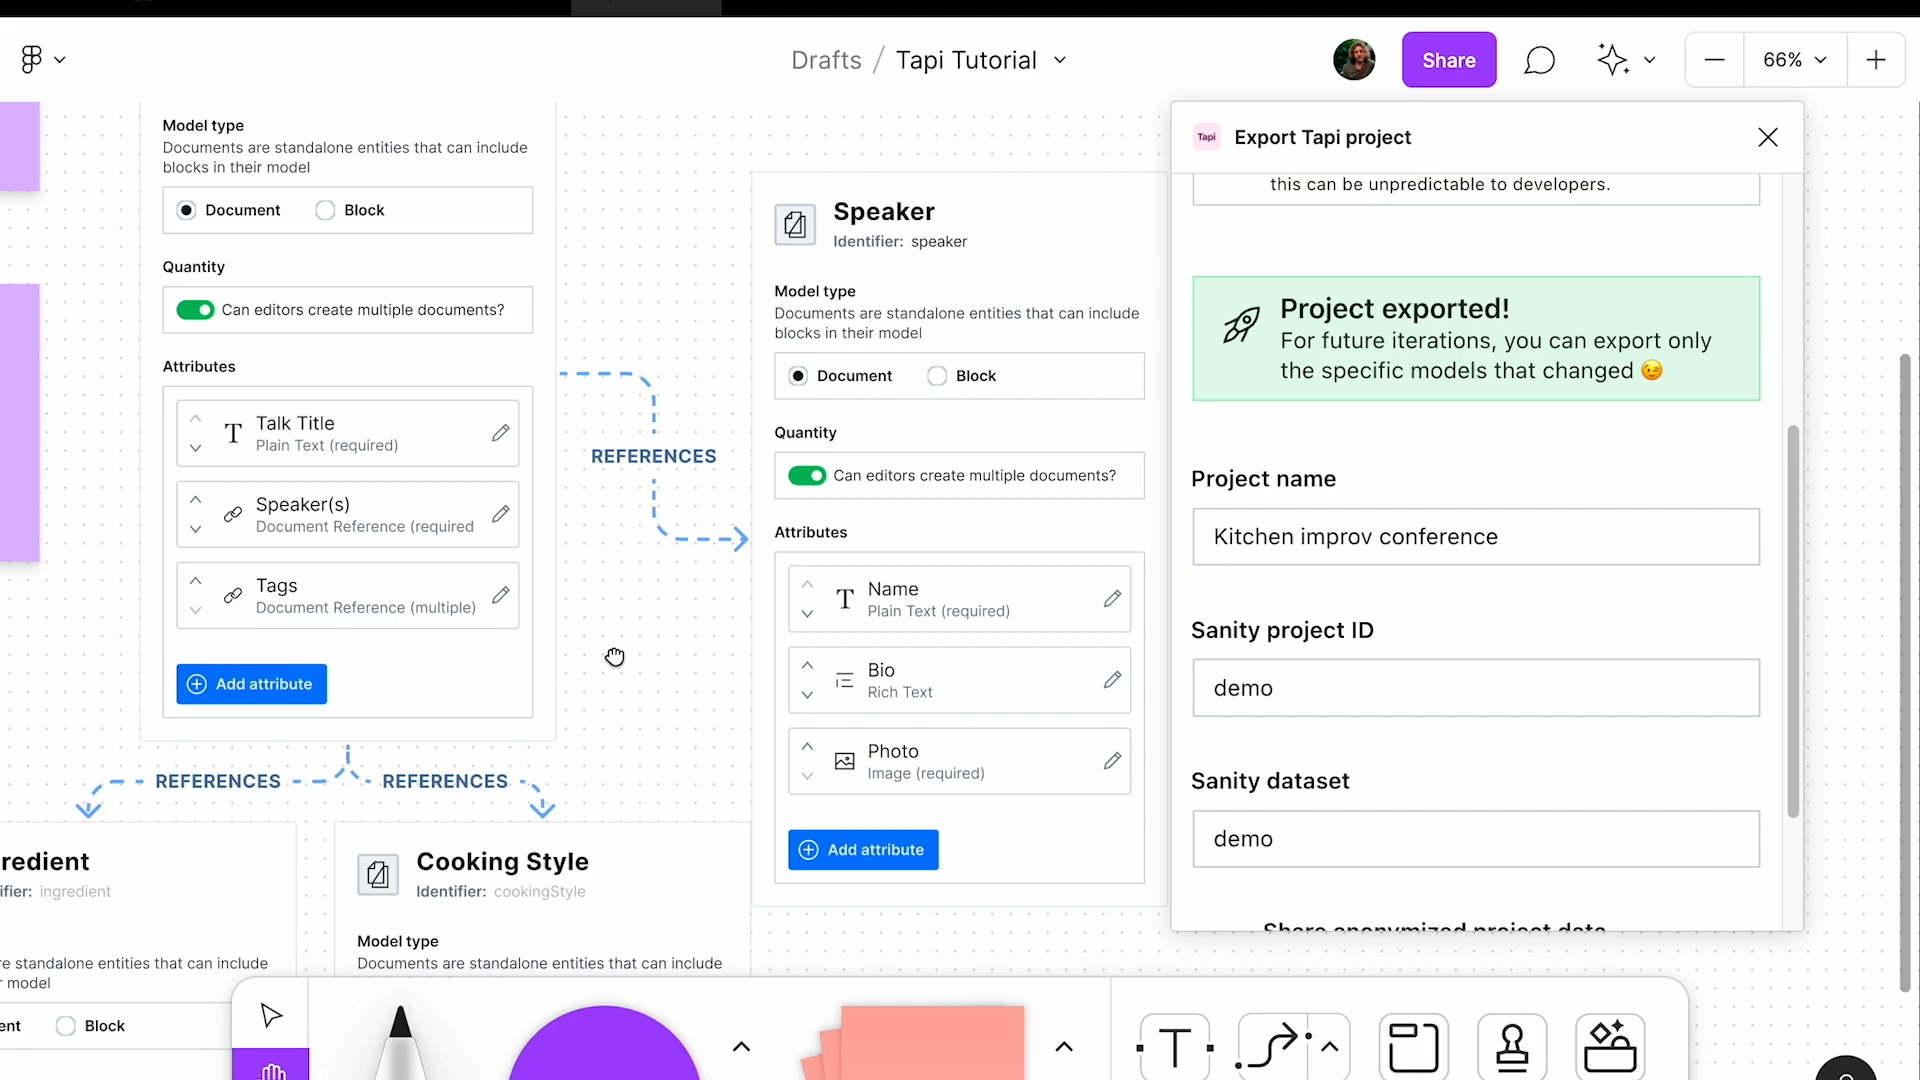 Drafts / Tapi Tutorial
Share
66%
Model type
Documents are standalone entities that can include
blocks in their model
Document
Block
Quantity
Can editors create multiple documents?
Attributes
Talk Title
Plain Text (required)
Speaker(s)
Document Reference (required
Tags
Document Reference (multiple)
Add attribute
REFERENCES
REFERENCES
REFERENCES
Speaker
Identifier: speaker
Model type
Documents are standalone entities that can include
blocks in their model
Document
Block
Quantity
Can editors create multiple documents?
Attributes
Name
Plain Text (required)
Bio
Rich Text
Photo
Image (required)
Add attribute
redient
fier: ingredient
re standalone entities that can include
r model
ent
Block
Cooking Style
Identifier: cookingStyle
Model type
Documents are standalone entities that can include
Tapi
Export Tapi project
this can be unpredictable to developers.
Project exported!
For future iterations, you can export only
the specific models that changed 😉
Project name
Kitchen improv conference
Sanity project ID
demo
Sanity dataset
demo
Share anonymized project data
T